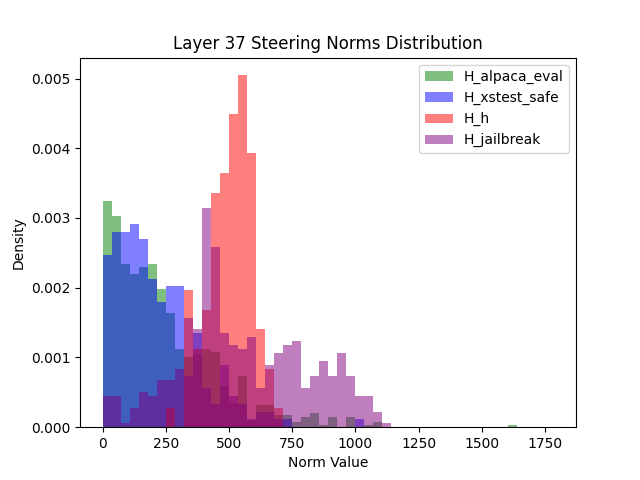 Layer 37 Steering Norms Distribution
H_alpaca_eval
H_xstest_safe
H_h
H_jailbreak
0.005
0.004
0.003
0.002
0.001
0.000
Density
0 250 500 750 1000 1250 1500 1750
Norm Value